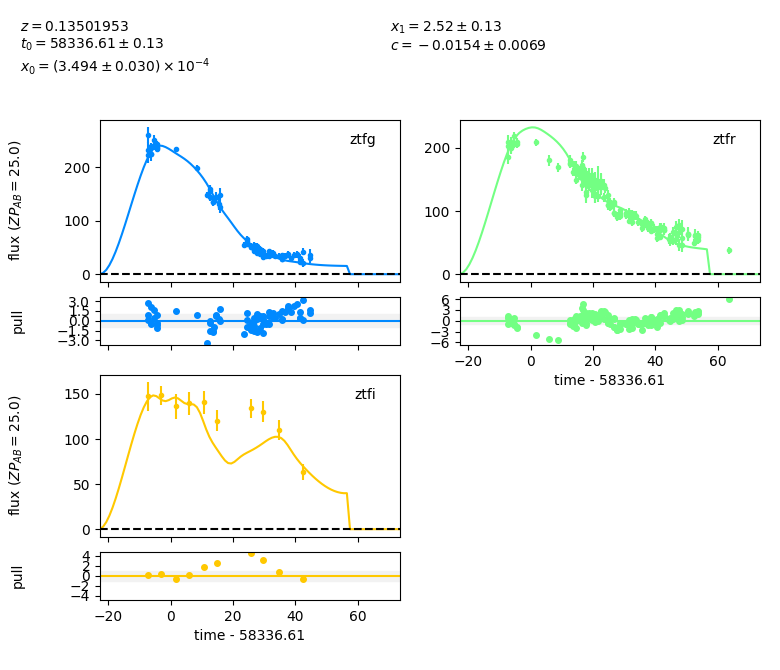 z = 0.13501953
t₀ = 58336.61 ± 0.13
x₀ = (3.494 ± 0.030) × 10⁻⁴
x₁ = 2.52 ± 0.13
c = −0.0154 ± 0.0069
ztfg
flux (ZP_AB = 25.0)
200
100
0
pull
3.0
1.5
0.0
−1.5
−3.0
ztfr
200
100
0
6
3
0
−3
−6
−20 0 20 40 60
time - 58336.61
ztfi
flux (ZP_AB = 25.0)
150
100
50
0
pull
4
2
0
−2
−4
−20 0 20 40 60
time - 58336.61